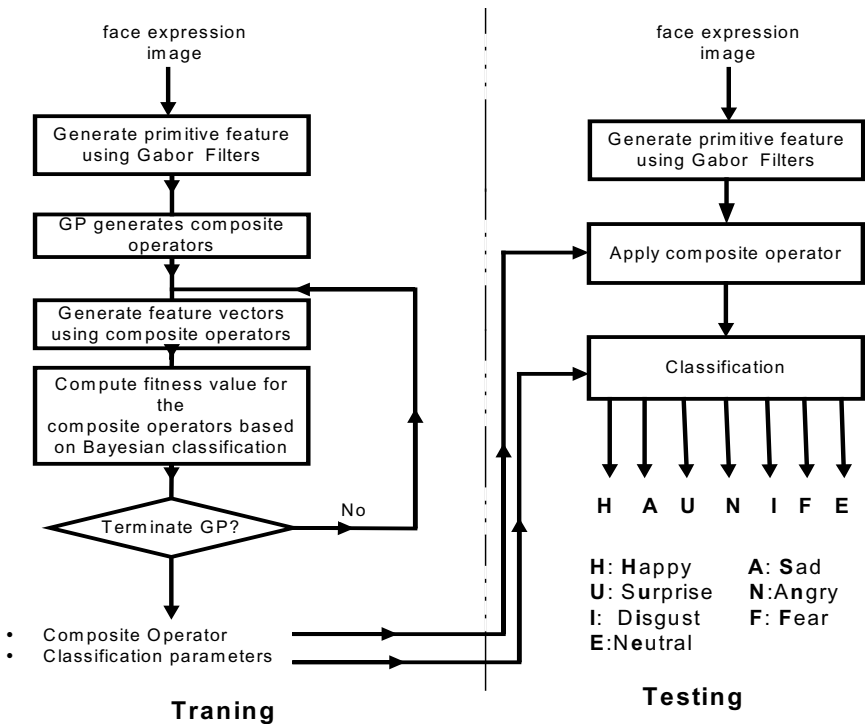 face expression
image
Generate primitive feature
using Gabor Filters
GP generates composite
operators
Generate feature vectors
using composite operators
Compute fitness value for
the
composite operators based
on Bayesian classification
Terminate GP?
No
• Composite Operator
• Classification parameters
Traning
face expression
image
Generate primitive feature
using Gabor Filters
Apply composite operator
Classification
H A U N I F E
H: Happy A: Sad
U: Surprise N:Angry
I: Disgust F: Fear
E:Neutral
Testing